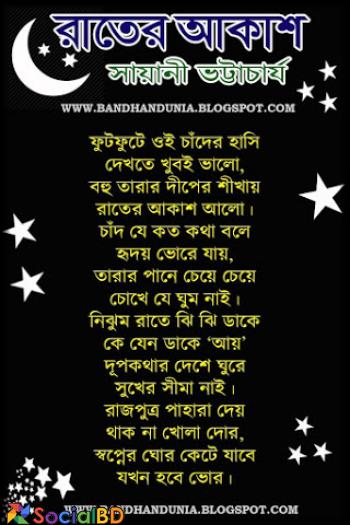 রাতের আকাশ
সায়ানী ভট্টাচার্য
WWW.BANDHANDUNIA.BLOGSPOT.COM
ফুটফুটে ওই চাঁদের হাসি
দেখতে খুবই ভালো,
বহু তারার দীপের শীখায়
রাতের আকাশ আলো।
চাঁদ যে কত কথা বলে
হৃদয় ভোরে যায়,
তারার পানে চেয়ে চেয়ে
চোখে যে ঘুম নাই।
নিঝুম রাতে ঝি ঝি ডাকে
কে যেন ডাকে ‘আয়’
দূপকথার দেশে ঘুরে
সুখের সীমা নাই।
রাজপুত্র পাহারা দেয়
থাক না খোলা দোর,
স্বপ্নের ঘোর কেটে যাবে
যখন হবে ভোর।
WWW.BANDHANDUNIA.BLOGSPOT.COM
SocialBD